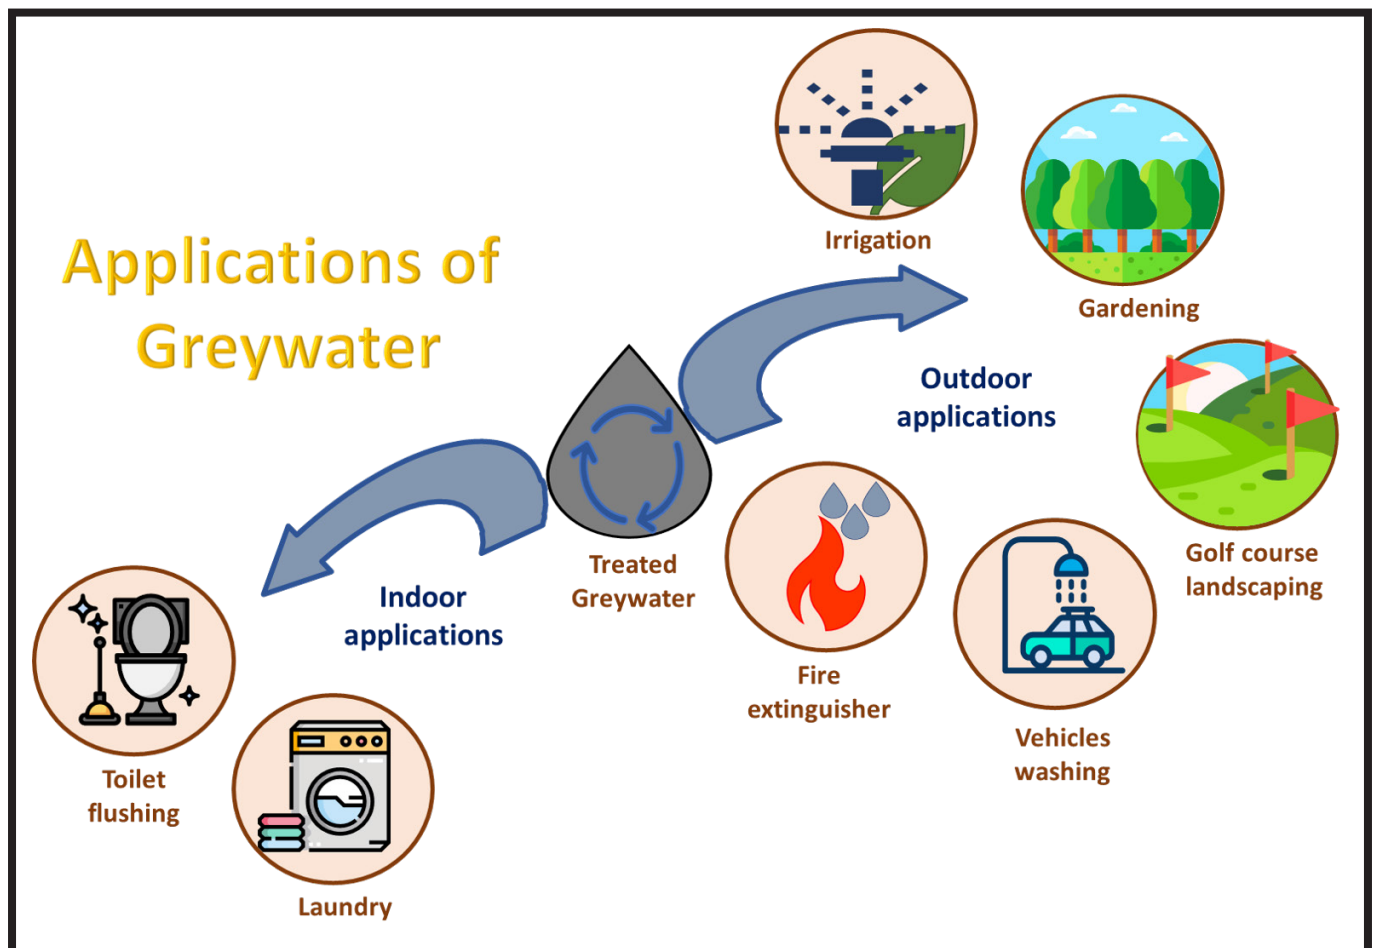 Applications of
Greywater
Irrigation
Gardening
Outdoor
applications
Golf course
landscaping
Treated
Greywater
Indoor
applications
Fire
extinguisher
Vehicles
washing
Toilet
flushing
Laundry